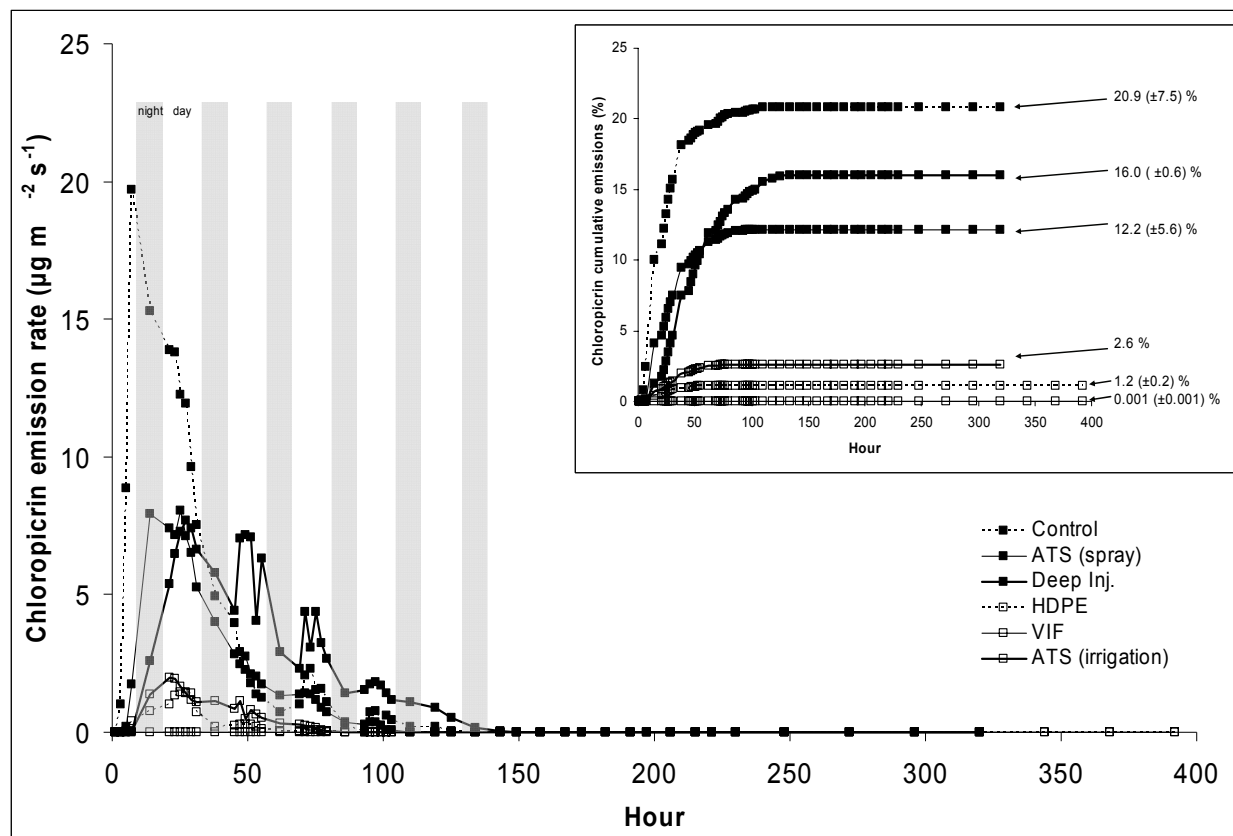 Chloropicrin emission rate (µg m
-2 s-1)
25
20
15
10
5
0
night day
0 50 100 150 200 250 300 350 400
Hour
Chloropicrin cumulative emissions (%)
25
20
15
10
5
0
0 50 100 150 200 250 300 350 400
Hour
20.9 (±7.5) %
16.0 ( ±0.6) %
12.2 (±5.6) %
2.6 %
1.2 (±0.2) %
0.001 (±0.001) %
Control
ATS (spray)
Deep Inj.
HDPE
VIF
ATS (irrigation)